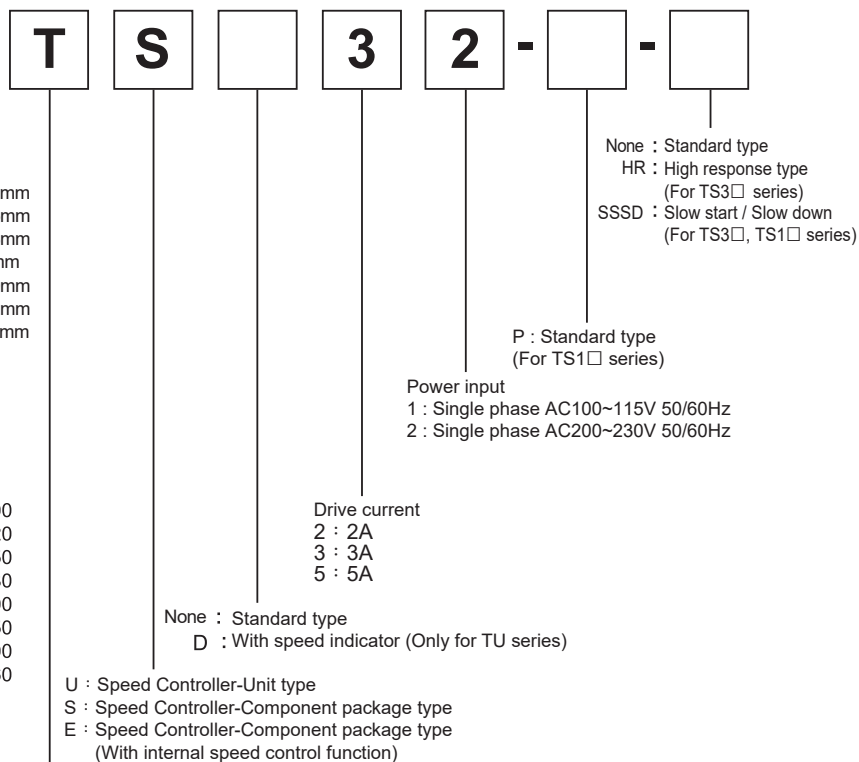 T S 3 2 - -
None : Standard type
HR : High response type
(For TS3□ series)
SSSD : Slow start / Slow down
(For TS3□, TS1□ series)
mm
mm
mm
m
mm
mm
mm
P : Standard type
(For TS1□ series)
Power input
1 : Single phase AC100~115V 50/60Hz
2 : Single phase AC200~230V 50/60Hz
Drive current
2 : 2A
3 : 3A
5 : 5A
None : Standard type
D : With speed indicator (Only for TU series)
U : Speed Controller-Unit type
S : Speed Controller-Component package type
E : Speed Controller-Component package type
(With internal speed control function)